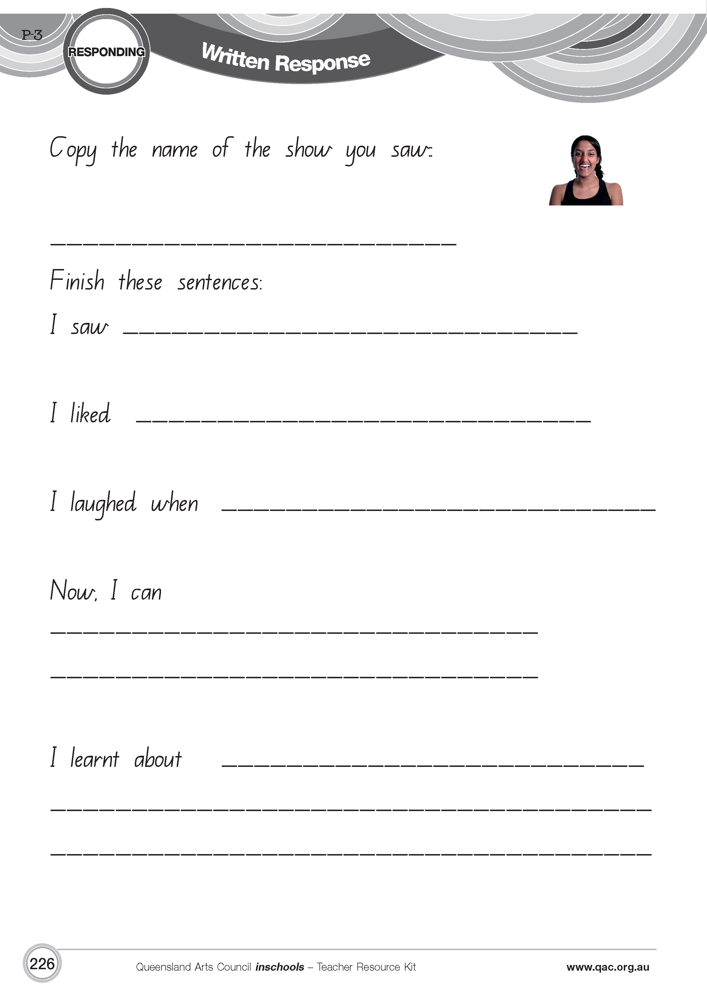 P-3
RESPONDING
Written Response
Copy the name of the show you saw::
Finish these sentences:
I saw
I liked
I laughed when
Now, I can
I learnt about
226
Queensland Arts Council inschools – Teacher Resource Kit
www.qac.org.au